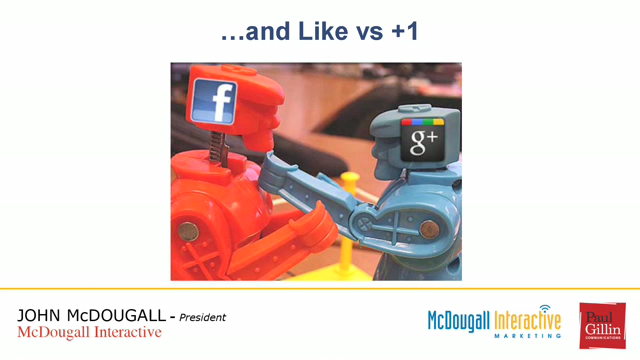 ...and Like vs +1
f
g+
JOHN McDOUGALL - President
McDougall Interactive
McDougall Interactive
MARKETING
Paul
Gillin
COMMUNICATIONS